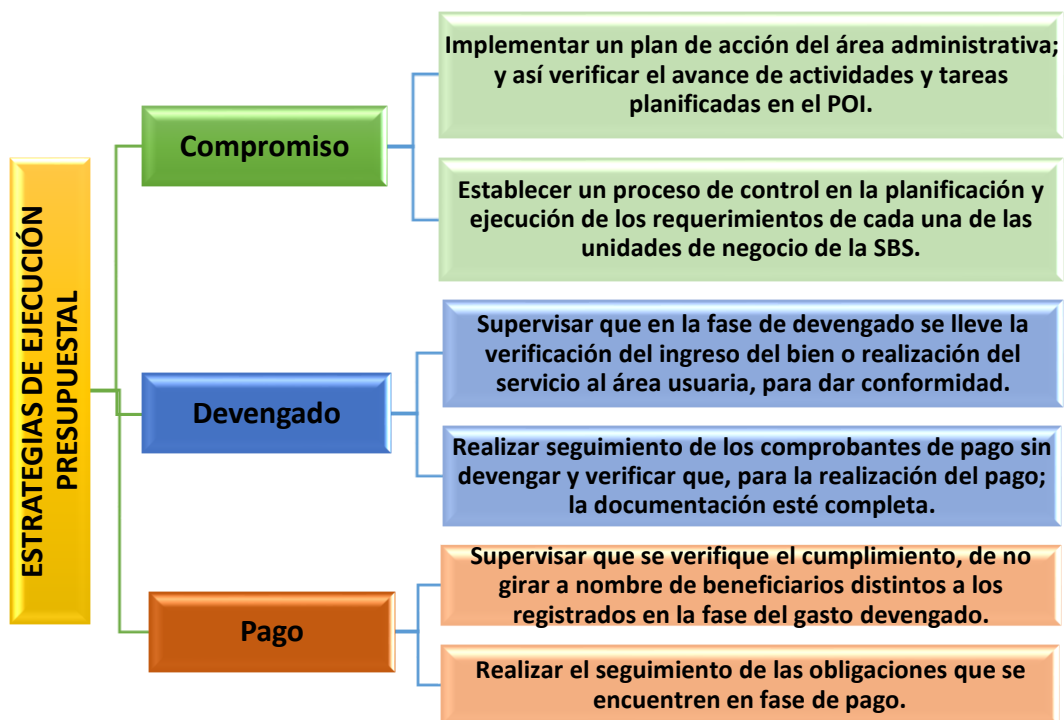 ESTRATEGIAS DE EJECUCIÓN
PRESUPUESTAL
Compromiso
Implementar un plan de acción del área administrativa;
y así verificar el avance de actividades y tareas
planificadas en el POI.
Establecer un proceso de control en la planificación y
ejecución de los requerimientos de cada una de las
unidades de negocio de la SBS.
Devengado
Supervisar que en la fase de devengado se lleve la
verificación del ingreso del bien o realización del
servicio al área usuaria, para dar conformidad.
Realizar seguimiento de los comprobantes de pago sin
devengar y verificar que, para la realización del pago;
la documentación esté completa.
Pago
Supervisar que se verifique el cumplimiento, de no
girar a nombre de beneficiarios distintos a los
registrados en la fase del gasto devengado.
Realizar el seguimiento de las obligaciones que se
encuentren en fase de pago.